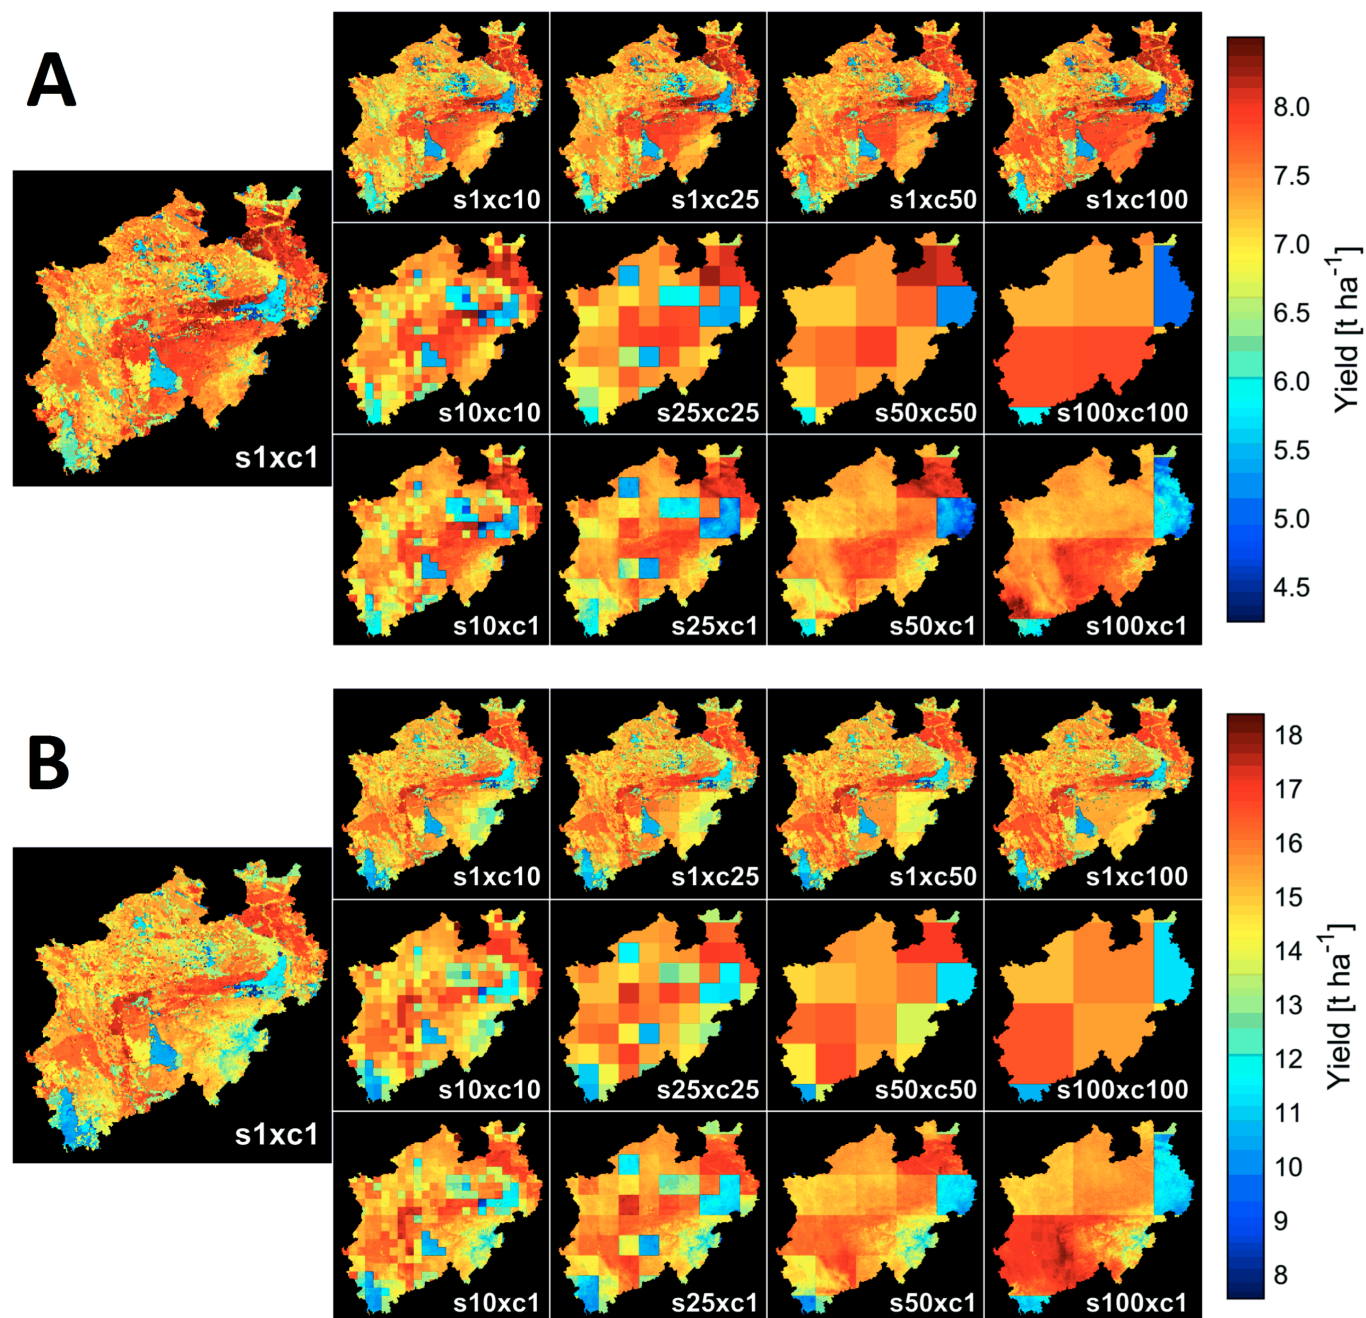 A
s1xc1
s1xc10
s1xc25
s1xc50
s1xc100
s10xc10
s25xc25
s50xc50
s100xc100
s10xc1
s25xc1
s50xc1
s100xc1
8.0
7.5
7.0
6.5
6.0
5.5
5.0
4.5
Yield [t ha⁻¹]
B
s1xc1
s1xc10
s1xc25
s1xc50
s1xc100
s10xc10
s25xc25
s50xc50
s100xc100
s10xc1
s25xc1
s50xc1
s100xc1
18
17
16
15
14
13
12
11
10
9
8
Yield [t ha⁻¹]